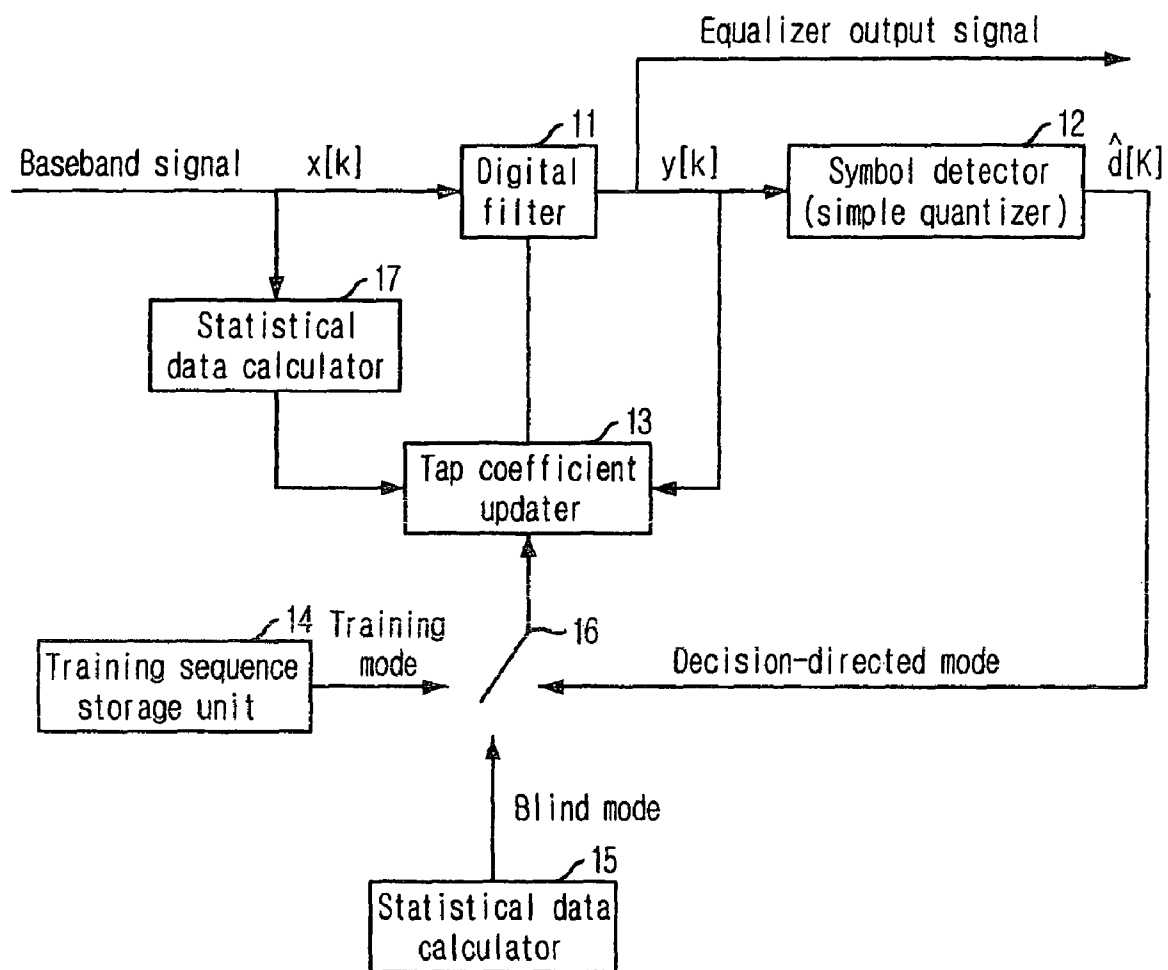 Equalizer output signal
11
12
Baseband signal
x[k]
Digital
filter
y[k]
Symbol detector
(simple quantizer)
d̂[K]
17
Statistical
data calculator
13
Tap coefficient
updater
14
Training sequence
storage unit
Training
mode
16
Decision-directed mode
Blind mode
15
Statistical data
calculator